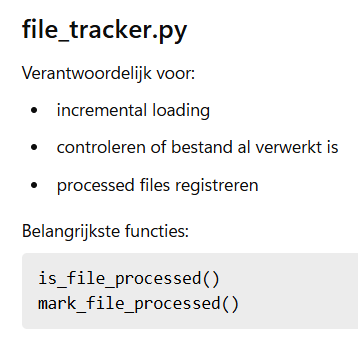 file_tracker.py
Verantwoordelijk voor:
• incremental loading
• controleren of bestand al verwerkt is
• processed files registreren
Belangrijkste functies:
is_file_processed()
mark_file_processed()